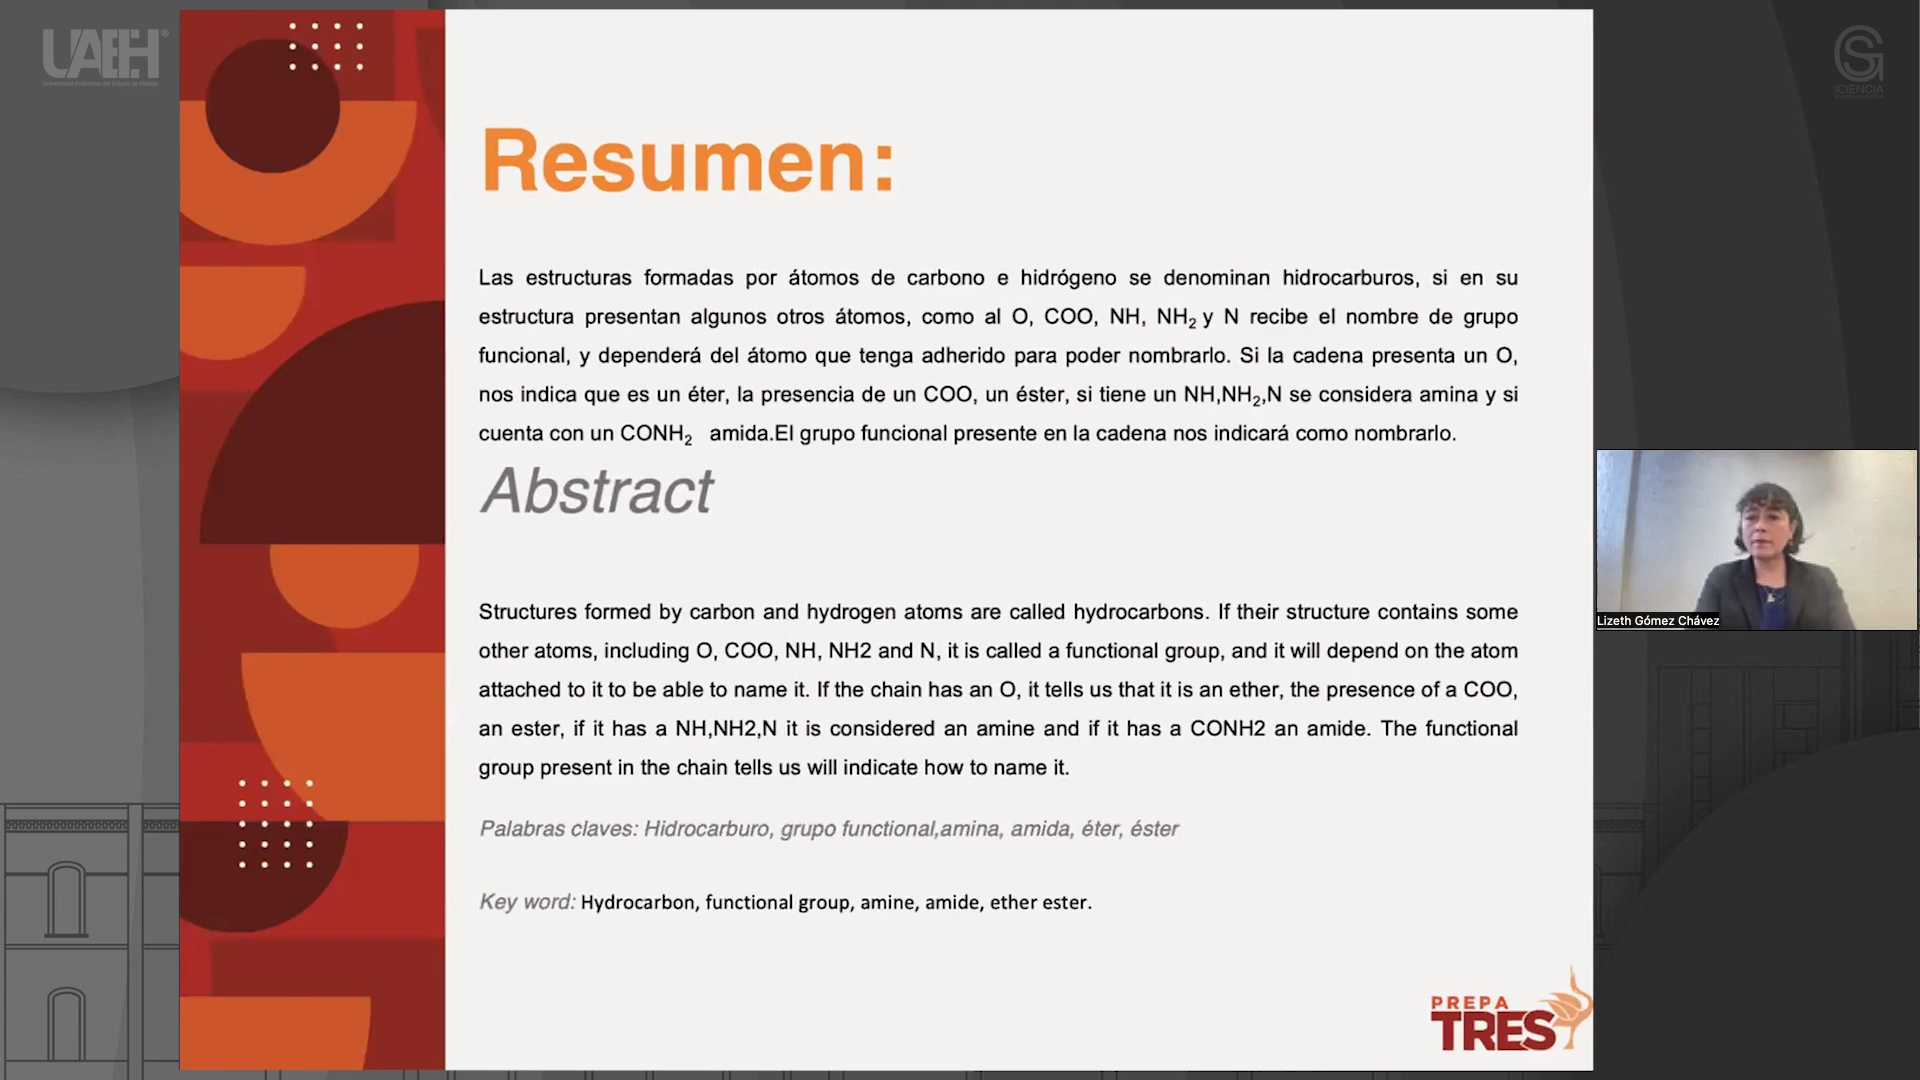 UAEH
Universidad Autónoma del Estado de Hidalgo
CIENCIA
Resumen:
Las estructuras formadas por átomos de carbono e hidrógeno se denominan hidrocarburos, si en su
estructura presentan algunos otros átomos, como al O, COO, NH, NH₂ y N recibe el nombre de grupo
funcional, y dependerá del átomo que tenga adherido para poder nombrarlo. Si la cadena presenta un O,
nos indica que es un éter, la presencia de un COO, un éster, si tiene un NH,NH₂,N se considera amina y si
cuenta con un CONH₂ amida.El grupo funcional presente en la cadena nos indicará como nombrarlo.
Abstract
Structures formed by carbon and hydrogen atoms are called hydrocarbons. If their structure contains some
other atoms, including O, COO, NH, NH2 and N, it is called a functional group, and it will depend on the atom
attached to it to be able to name it. If the chain has an O, it tells us that it is an ether, the presence of a COO,
an ester, if it has a NH,NH2,N it is considered an amine and if it has a CONH2 an amide. The functional
group present in the chain tells us will indicate how to name it.
Palabras claves: Hidrocarburo, grupo functional,amina, amida, éter, éster
Key word: Hydrocarbon, functional group, amine, amide, ether ester.
Lizeth Gómez Chávez
PREPA
TRES